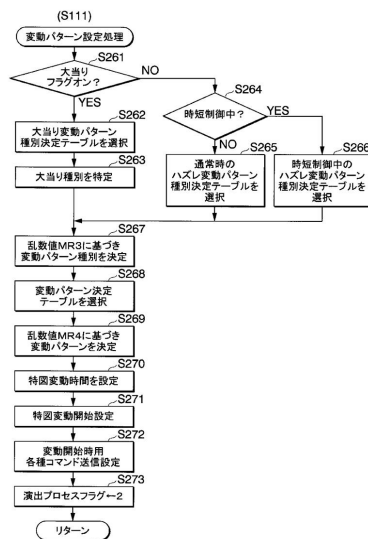 (S111)
変動パターン設定処理
S261
大当り
フラグオン？
NO
YES
S264
時短制御中？
YES
NO
S262
大当り変動パターン
種別決定テーブルを選択
S263
大当り種別を特定
S265
通常時の
ハズレ変動パターン
種別決定テーブルを
選択
S266
時短制御中の
ハズレ変動パターン
種別決定テーブルを
選択
S267
乱数値MR3に基づき
変動パターン種別を決定
S268
変動パターン決定
テーブルを選択
S269
乱数値MR4に基づき
変動パターンを決定
S270
特図変動時間を設定
S271
特図変動開始設定
S272
変動開始時用
各種コマンド送信設定
S273
演出プロセスフラグ←2
リターン